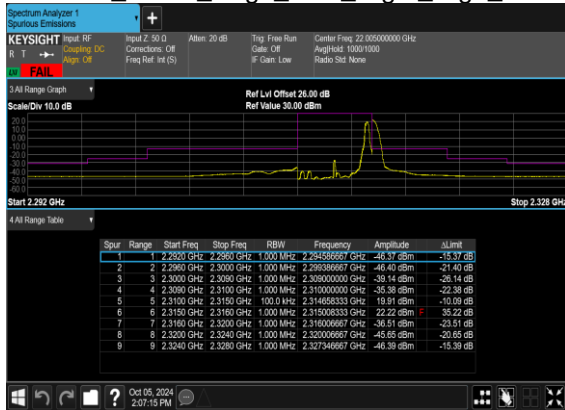 Spectrum Analyzer 1
Spurious Emissions
KEYSIGHT Input: RF Input Z: 50 Ω Atten: 20 dB Trig: Free Run Center Freq: 22.005000000 GHz
R T Coupling: DC Corrections: Off Gate: Off Avg|Hold: 1000/1000
Align: Off Freq Ref: Int (S) IF Gain: Low Radio Std: None
FAIL
3 All Range Graph Ref Lvl Offset 26.00 dB
Scale/Div 10.0 dB Ref Value 30.00 dBm
20.0
10.0
0.00
-10.0
-20.0
-30.0
-40.0
-50.0
-60.0
Start 2.292 GHz Stop 2.328 GHz
4 All Range Table
Spur Range Start Freq Stop Freq RBW Frequency Amplitude ΔLimit
1 1 2.2920 GHz 2.2960 GHz 1.000 MHz 2.294586667 GHz -46.37 dBm -15.37 dB
2 2 2.2960 GHz 2.3000 GHz 1.000 MHz 2.299386667 GHz -46.40 dBm -21.40 dB
3 3 2.3000 GHz 2.3090 GHz 1.000 MHz 2.309000000 GHz -39.14 dBm -26.14 dB
4 4 2.3090 GHz 2.3100 GHz 1.000 MHz 2.310000000 GHz -35.38 dBm -22.38 dB
5 5 2.3100 GHz 2.3150 GHz 100.0 kHz 2.314658333 GHz 19.91 dBm -10.09 dB
6 6 2.3150 GHz 2.3160 GHz 1.000 MHz 2.315008333 GHz 22.22 dBm F 35.22 dB
7 7 2.3160 GHz 2.3200 GHz 1.000 MHz 2.316006667 GHz -36.51 dBm -23.51 dB
8 8 2.3200 GHz 2.3240 GHz 1.000 MHz 2.320006667 GHz -45.65 dBm -20.65 dB
9 9 2.3240 GHz 2.3280 GHz 1.000 MHz 2.327346667 GHz -46.39 dBm -15.39 dB
Oct 05, 2024
2:07:15 PM